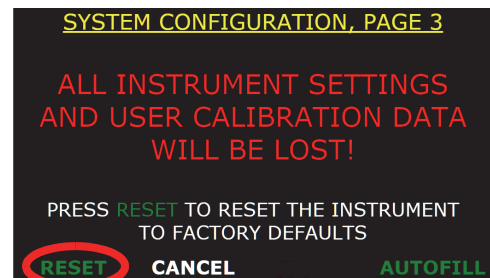 SYSTEM CONFIGURATION, PAGE 3
ALL INSTRUMENT SETTINGS
AND USER CALIBRATION DATA
WILL BE LOST!
PRESS RESET TO RESET THE INSTRUMENT
TO FACTORY DEFAULTS
RESET CANCEL AUTOFILL